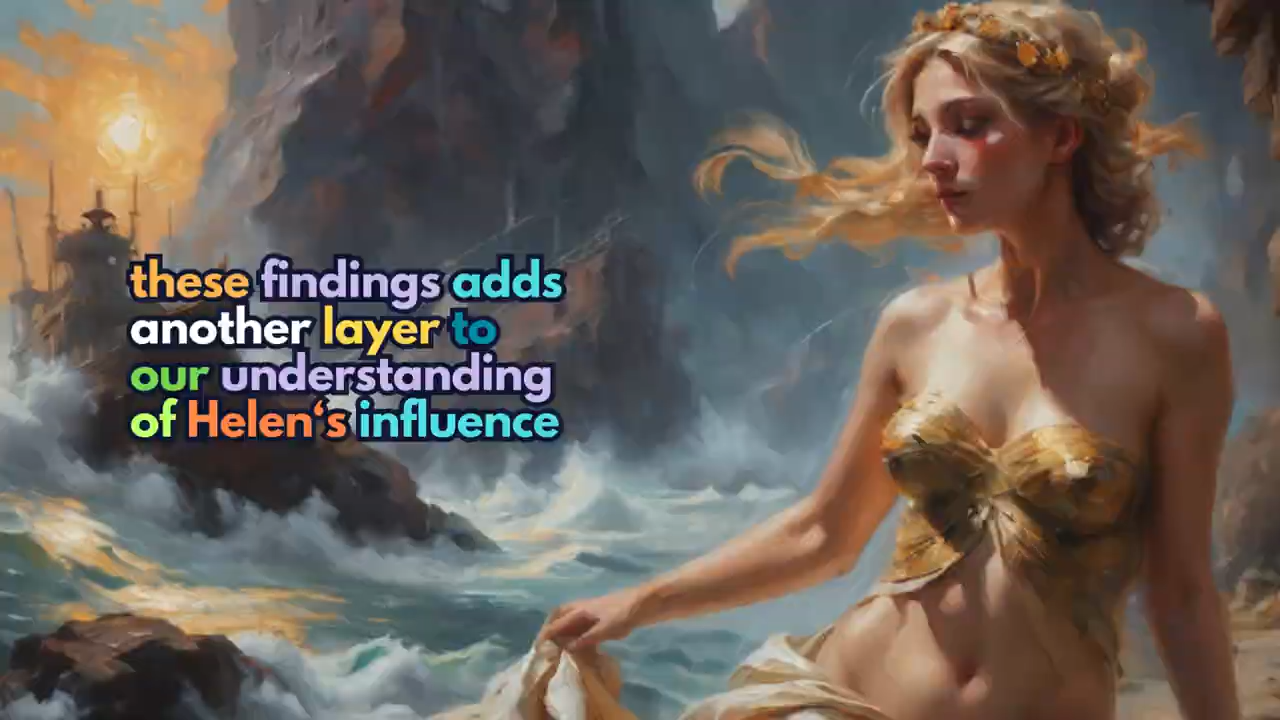 these findings adds
another layer to
our understanding
of Helen‘s influence